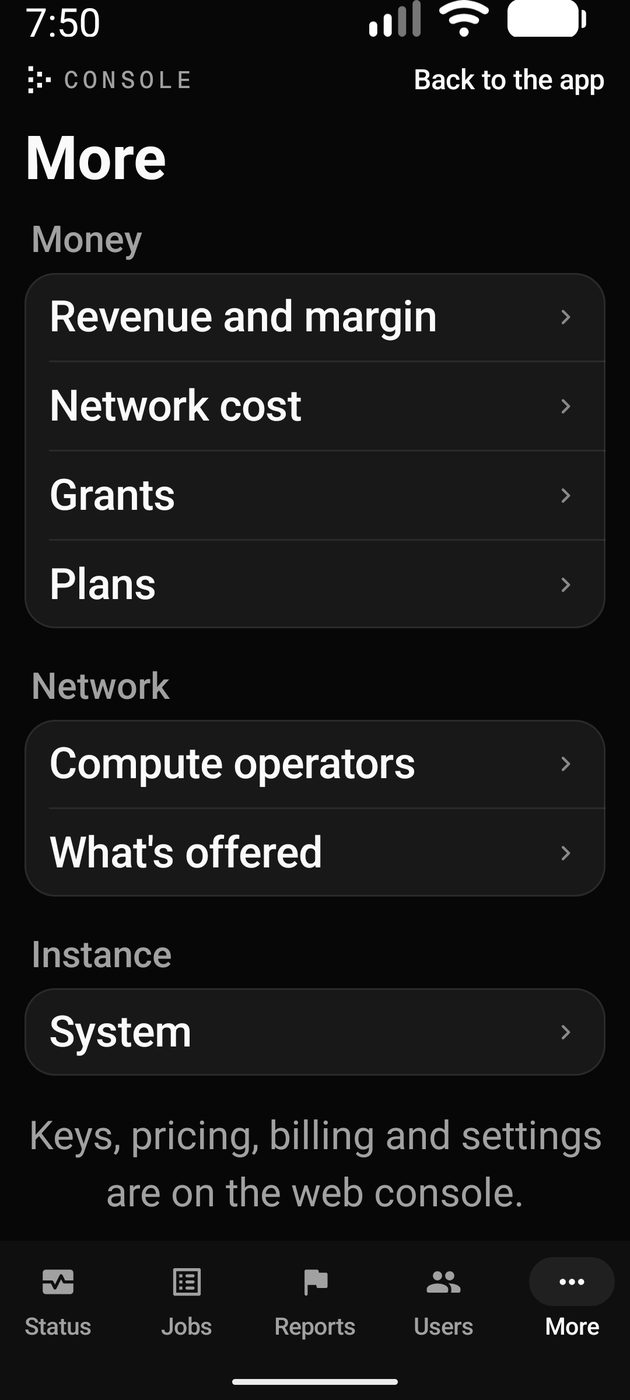 7:50
CONSOLE
Back to the app
More
Money
Revenue and margin
Network cost
Grants
Plans
Network
Compute operators
What's offered
Instance
System
Keys, pricing, billing and settings
are on the web console.
Status
Jobs
Reports
Users
More